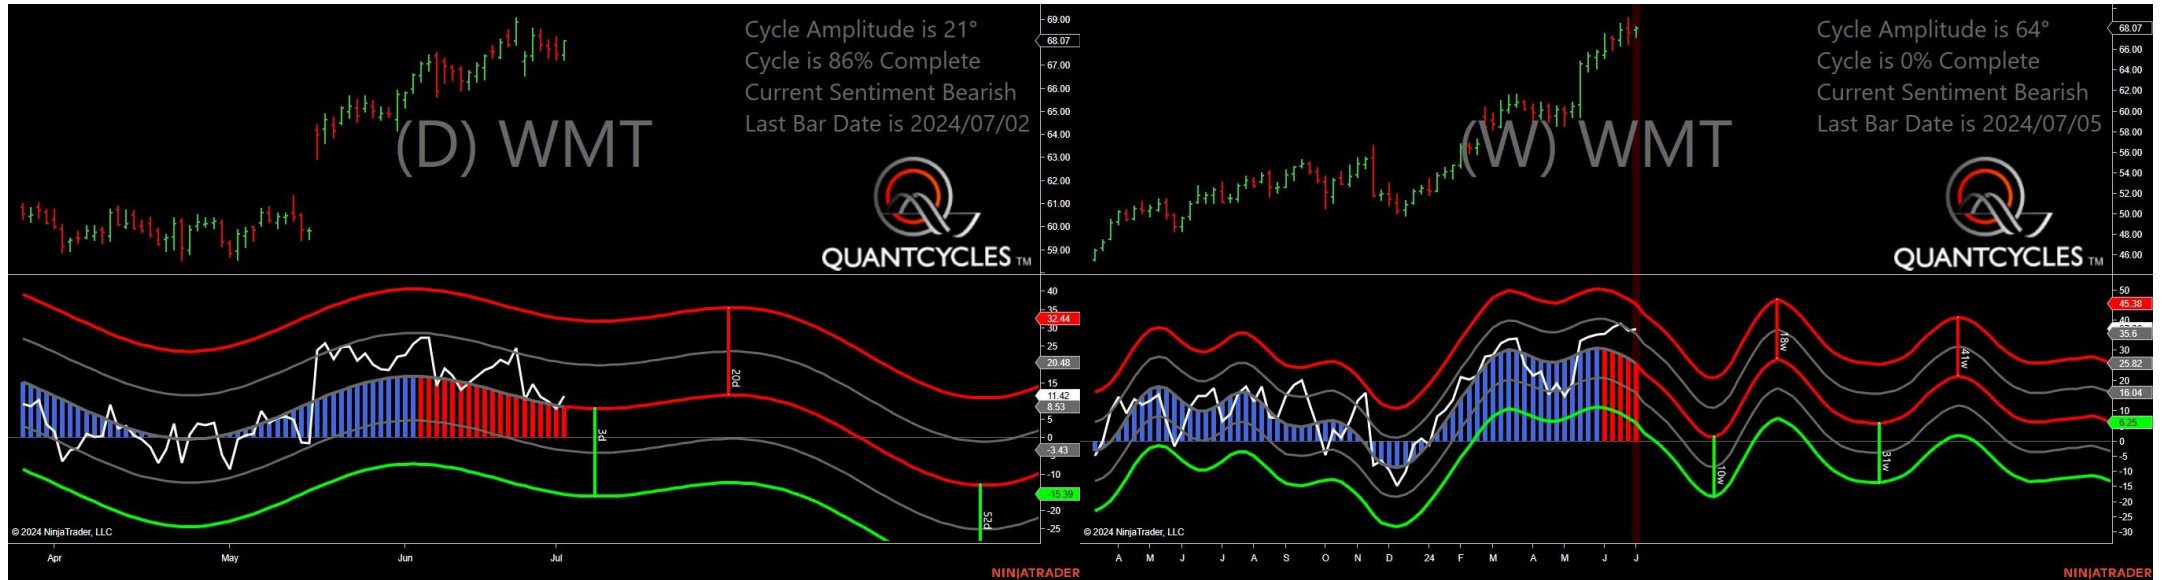 Cycle Amplitude is 21°
Cycle is 86% Complete
Current Sentiment Bearish
Last Bar Date is 2024/07/02
(D) WMT
QUANTCYCLES TM
69.00
68.07
67.00
66.00
65.00
64.00
63.00
62.00
61.00
60.00
59.00
40
35
32.44
30
25
20.48
15
11.42
8.53
5
0
-3.43
-10
-15.39
-20
-25
3d
20d
52d
© 2024 NinjaTrader, LLC
Apr May Jun Jul
NINJATRADER
Cycle Amplitude is 64°
Cycle is 0% Complete
Current Sentiment Bearish
Last Bar Date is 2024/07/05
(W) WMT
QUANTCYCLES TM
68.07
66.00
64.00
62.00
60.00
58.00
56.00
54.00
52.00
50.00
48.00
46.00
50
45.38
40
35.6
30
25.82
20
16.04
10
6.25
0
-5
-10
-15
-20
-25
-30
10w
18w
31w
41w
© 2024 NinjaTrader, LLC
A M J J A S O N D 24 F M A M J J
NINJATRADER